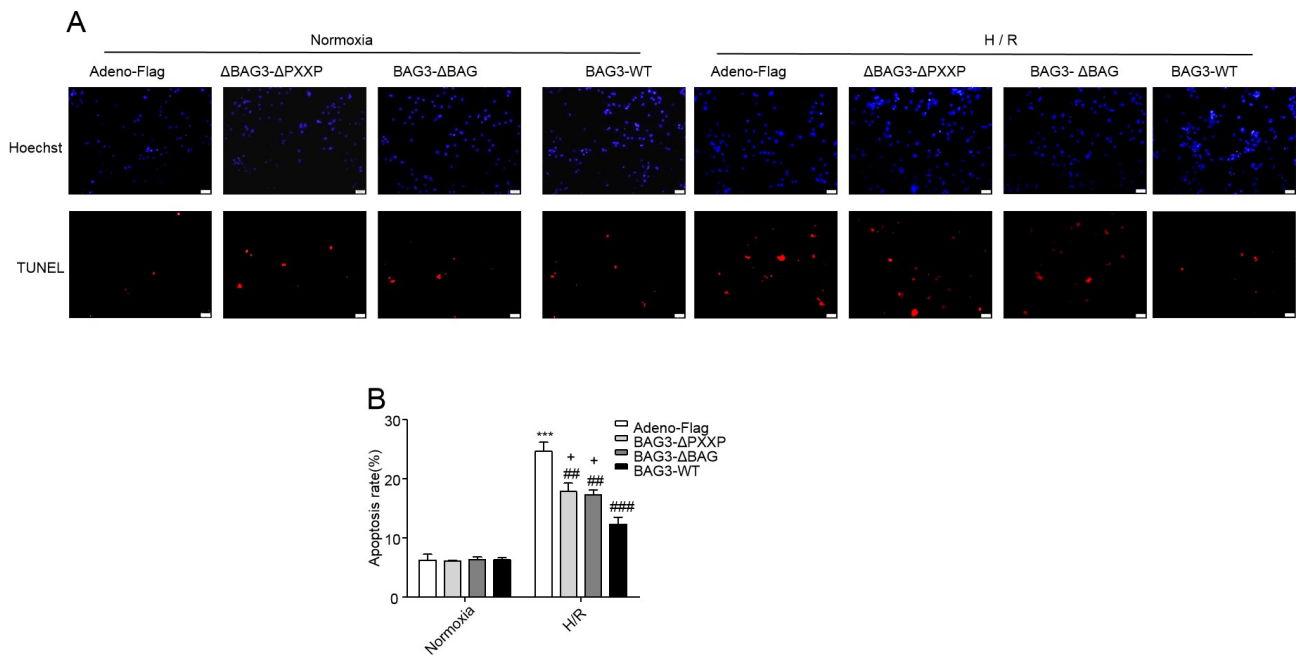 A
Normoxia
H / R
Adeno-Flag ΔBAG3-ΔPXXP BAG3-ΔBAG BAG3-WT Adeno-Flag ΔBAG3-ΔPXXP BAG3- ΔBAG BAG3-WT
Hoechst
TUNEL
B
Apoptosis rate(%)
30
20
10
0
***
+
##
+
##
###
Adeno-Flag
BAG3-ΔPXXP
BAG3-ΔBAG
BAG3-WT
Normoxia
H/R